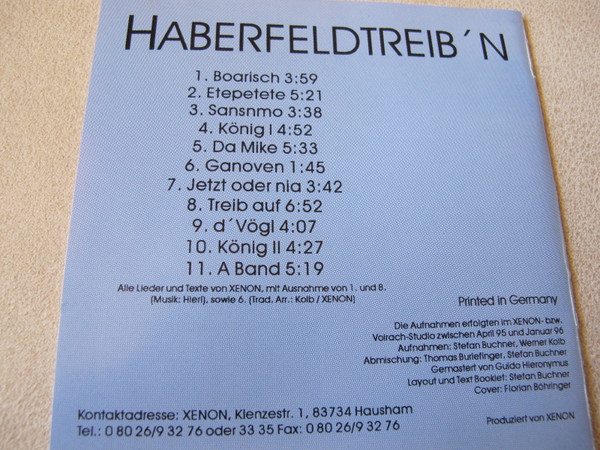 HABERFELDTREIB´N
1. Boarisch 3:59
2. Etepetete 5:21
3. Sansnmo 3:38
4. König I 4:52
5. Da Mike 5:33
6. Ganoven 1:45
7. Jetzt oder nia 3:42
8. Treib auf 6:52
9. d´Vögl 4:07
10. König II 4:27
11. A Band 5:19
Alle Lieder und Texte von XENON, mit Ausnahme von 1. und 8.
(Musik: Hierl), sowie 6. (Trad. Arr.: Kolb / XENON)
Printed in Germany
Die Aufnahmen erfolgten im XENON- bzw.
Voirach-Studio zwischen April 95 und Januar 96
Aufnahmen: Stefan Buchner, Werner Kolb
Abmischung: Thomas Burlefinger, Stefan Buchner
Gemastert von Guido Hieronymus
Layout und Text Booklet: Stefan Buchner
Cover: Florian Böhringer
Kontaktadresse: XENON, Klenzestr. 1, 83734 Hausham
Tel.: 0 80 26/9 32 76 oder 33 35 Fax: 0 80 26/9 32 76
Produziert von XENON